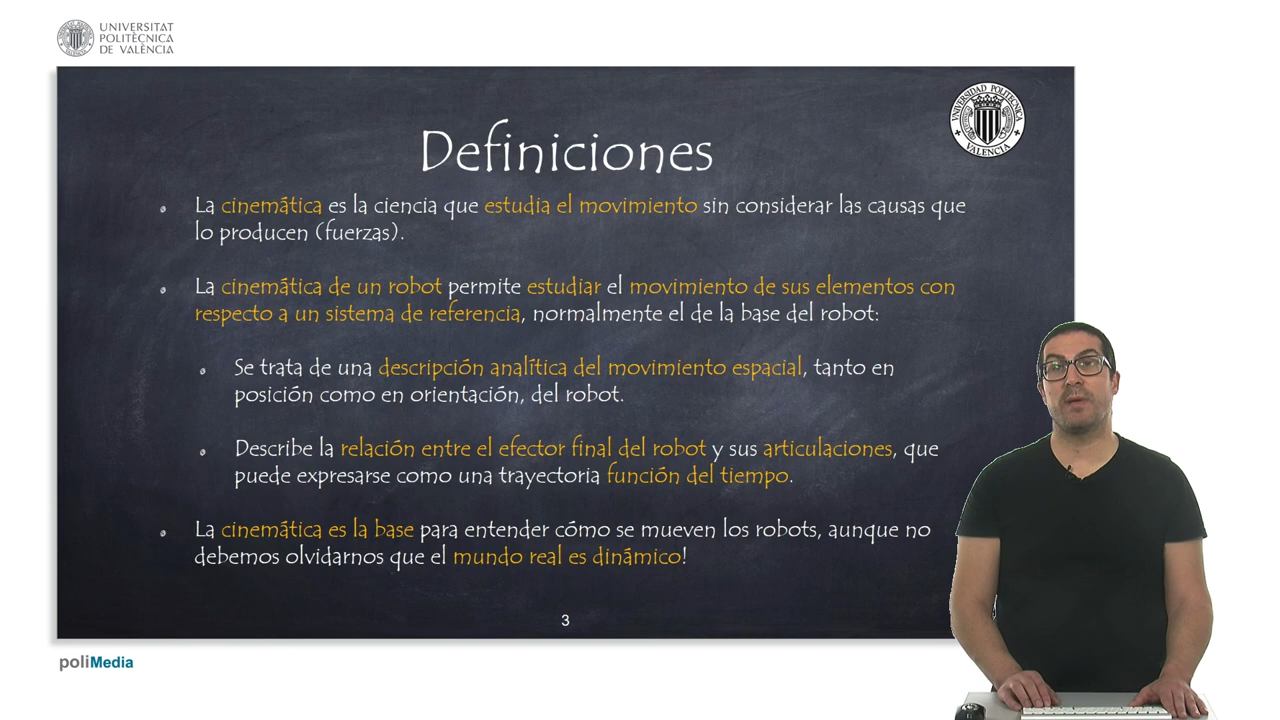 UNIVERSITAT
POLITÈCNICA
DE VALÈNCIA
UNIVERSIDAD POLITECNICA
VALENCIA
Definiciones
La cinemática es la ciencia que estudia el movimiento sin considerar las causas que
lo producen (fuerzas).
La cinemática de un robot permite estudiar el movimiento de sus elementos con
respecto a un sistema de referencia, normalmente el de la base del robot:
Se trata de una descripción analítica del movimiento espacial, tanto en
posición como en orientación, del robot.
Describe la relación entre el efector final del robot y sus articulaciones, que
puede expresarse como una trayectoria función del tiempo.
La cinemática es la base para entender cómo se mueven los robots, aunque no
debemos olvidarnos que el mundo real es dinámico!
3
poliMedia